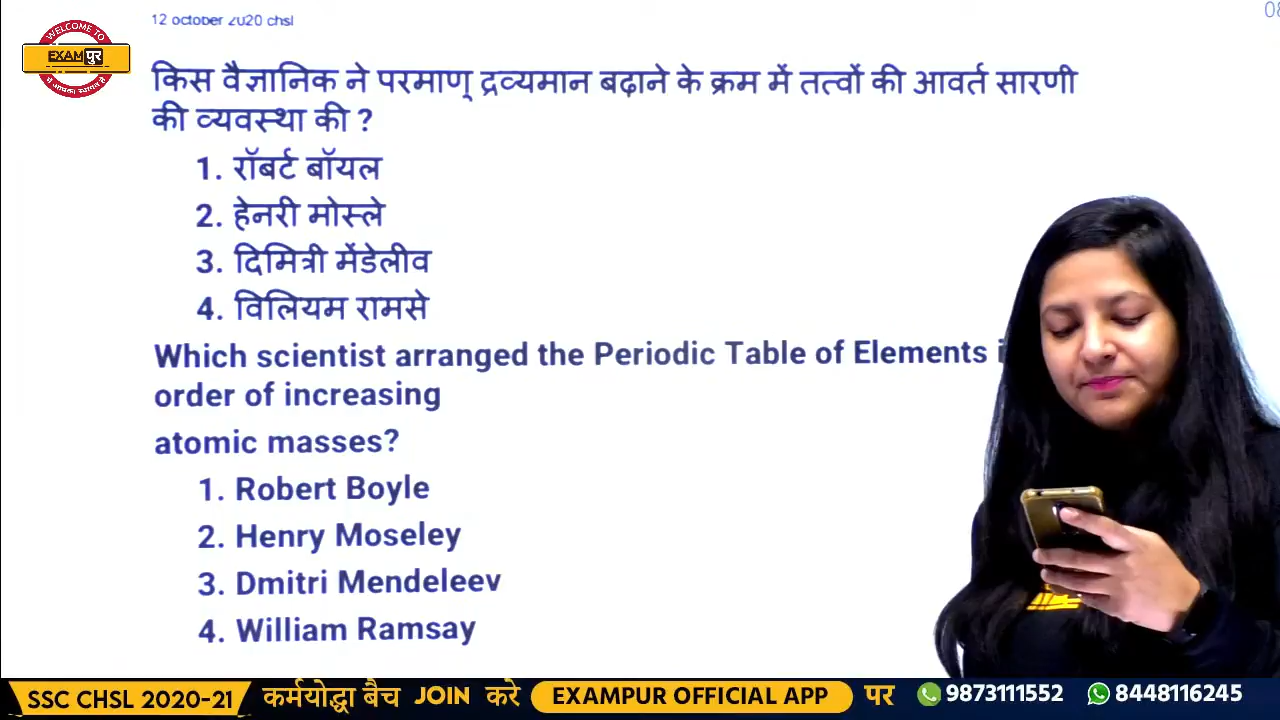 12 october 2020 chsl
08
WELCOME TO
EXAMपुर
किस वैज्ञानिक ने परमाणु द्रव्यमान बढ़ाने के क्रम में तत्वों की आवर्त सारणी
की व्यवस्था की ?
1. रॉबर्ट बॉयल
2. हेनरी मोस्ले
3. दिमित्री मेंडेलीव
4. विलियम रामसे
Which scientist arranged the Periodic Table of Elements
order of increasing
atomic masses?
1. Robert Boyle
2. Henry Moseley
3. Dmitri Mendeleev
4. William Ramsay
SSC CHSL 2020-21 कर्मयोद्धा बैच JOIN करे EXAMPUR OFFICIAL APP पर 9873111552 8448116245